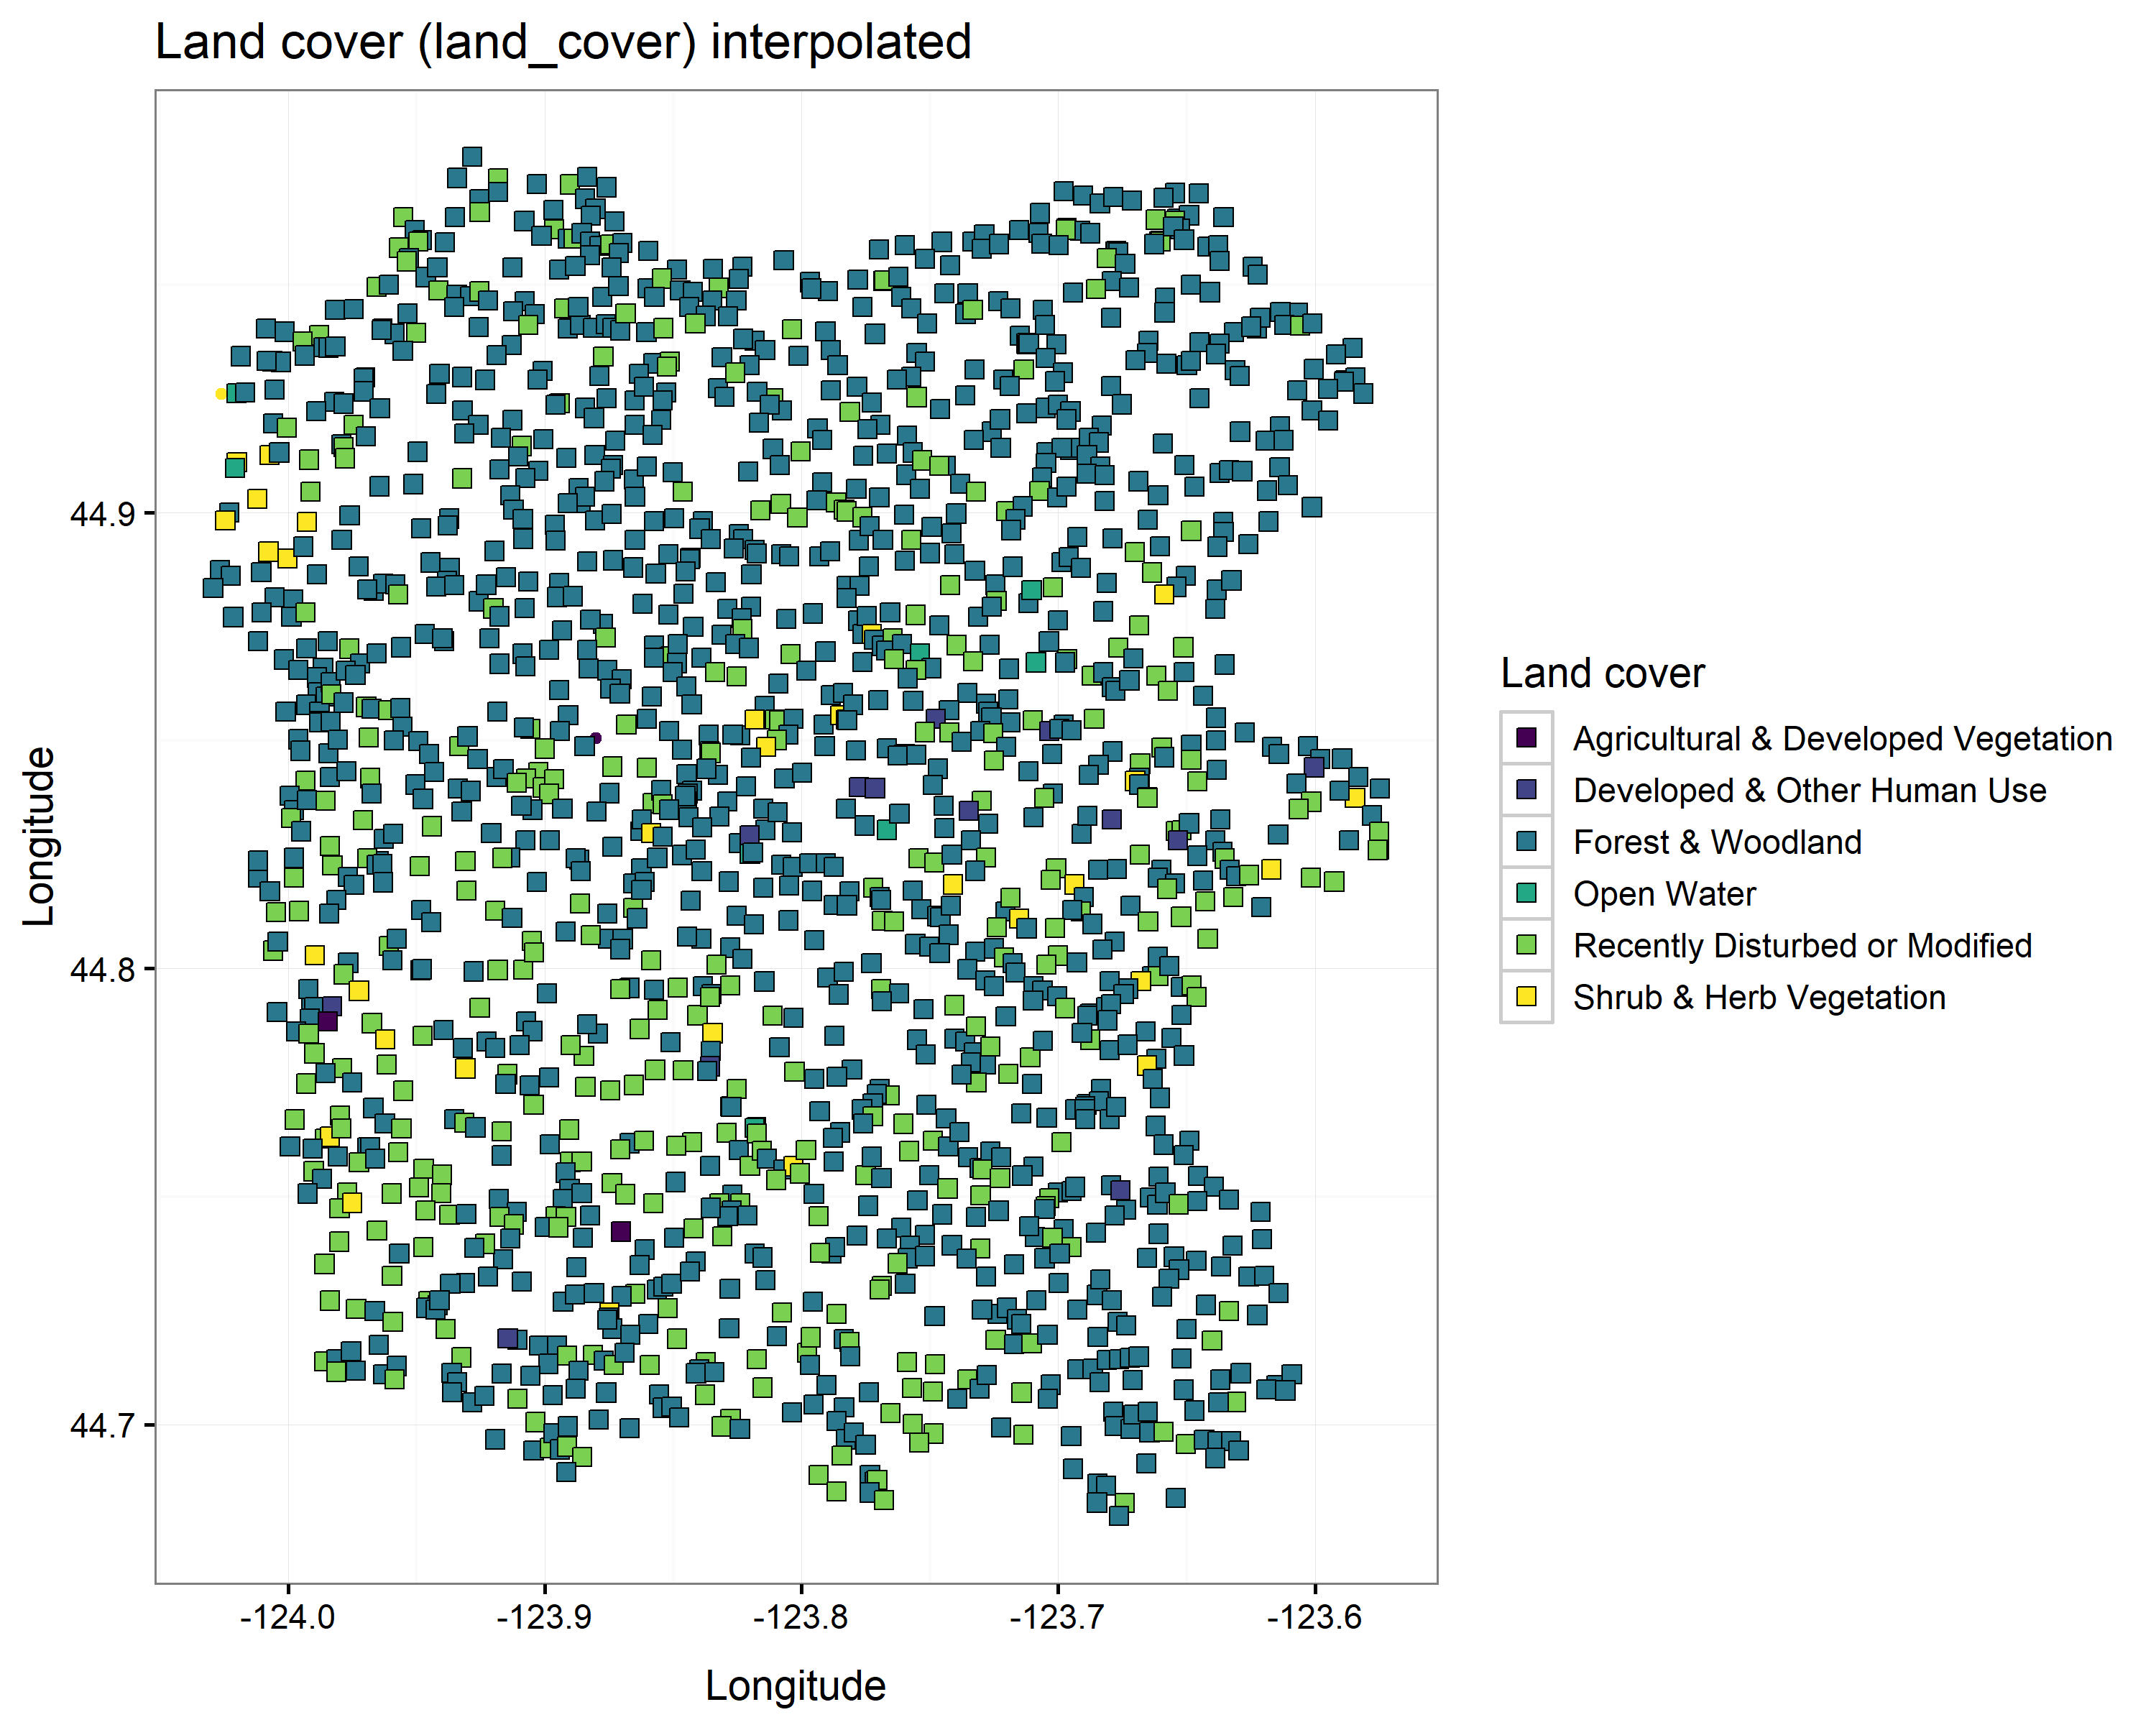 Land cover (land_cover) interpolated
Longitude
44.9
44.8
44.7
-124.0
-123.9
-123.8
-123.7
-123.6
Longitude
Land cover
Agricultural & Developed Vegetation
Developed & Other Human Use
Forest & Woodland
Open Water
Recently Disturbed or Modified
Shrub & Herb Vegetation